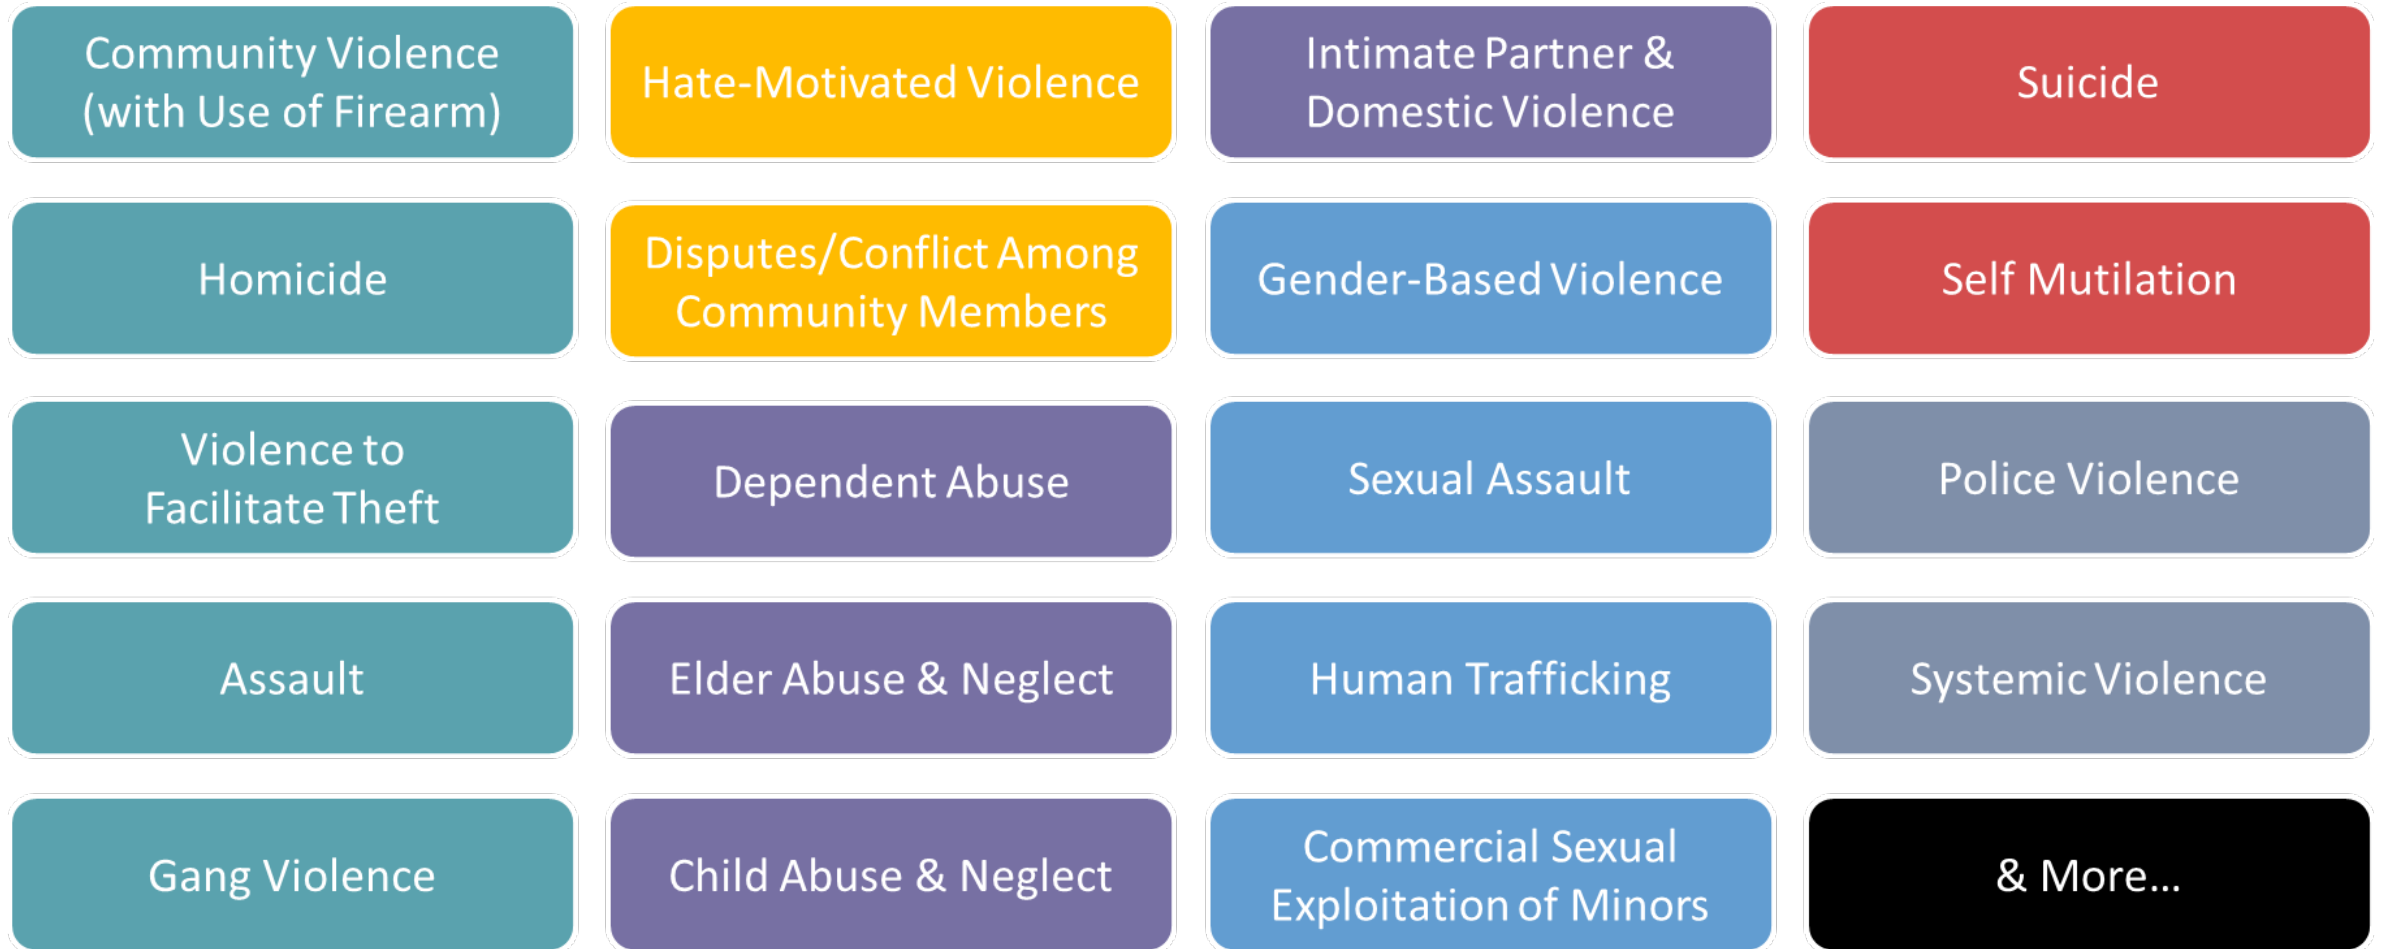 Community Violence
(with Use of Firearm)
Hate-Motivated Violence
Intimate Partner &
Domestic Violence
Suicide
Homicide
Disputes/Conflict Among
Community Members
Gender-Based Violence
Self Mutilation
Violence to
Facilitate Theft
Dependent Abuse
Sexual Assault
Police Violence
Assault
Elder Abuse & Neglect
Human Trafficking
Systemic Violence
Gang Violence
Child Abuse & Neglect
Commercial Sexual
Exploitation of Minors
& More...